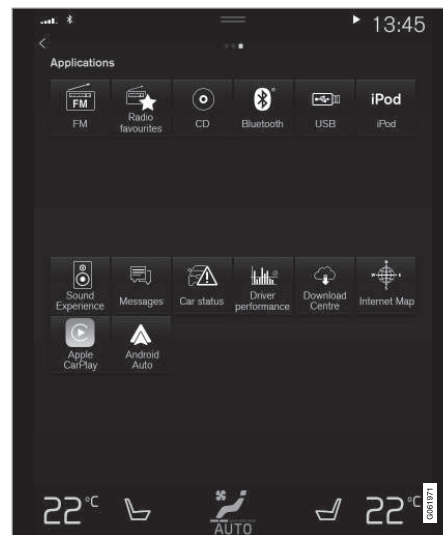 13:45
Applications
FM
FM
Radio
favourites
CD
Bluetooth
USB
iPod
iPod
Sound
Experience
Messages
Car status
Driver
performance
Download
Centre
Internet Map
Apple
CarPlay
Android
Auto
22°C
AUTO
22°C
G061971